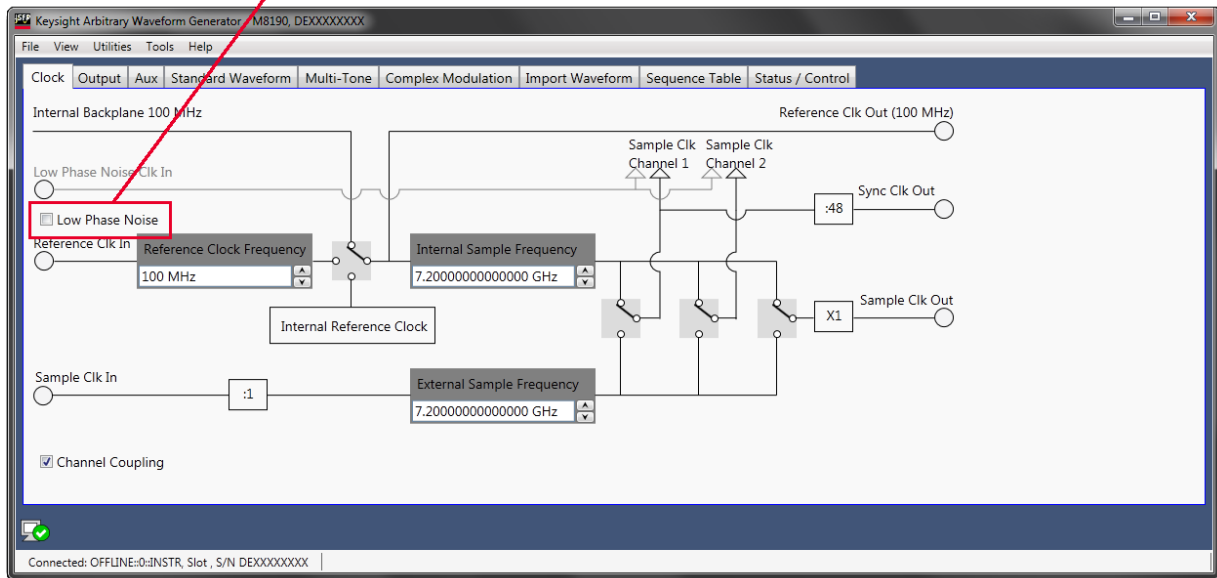 Keysight Arbitrary Waveform Generator - M8190, DEXXXXXXXX
File View Utilities Tools Help
Clock Output Aux Standard Waveform Multi-Tone Complex Modulation Import Waveform Sequence Table Status / Control
Internal Backplane 100 MHz
Reference Clk Out (100 MHz)
Sample Clk Channel 1
Sample Clk Channel 2
Low Phase Noise Clk In
Sync Clk Out
:48
Low Phase Noise
Reference Clk In
Reference Clock Frequency
100 MHz
Internal Sample Frequency
7.20000000000000 GHz
Sample Clk Out
X1
Internal Reference Clock
Sample Clk In
:1
External Sample Frequency
7.20000000000000 GHz
Channel Coupling
Connected: OFFLINE::0::INSTR, Slot , S/N DEXXXXXXXX